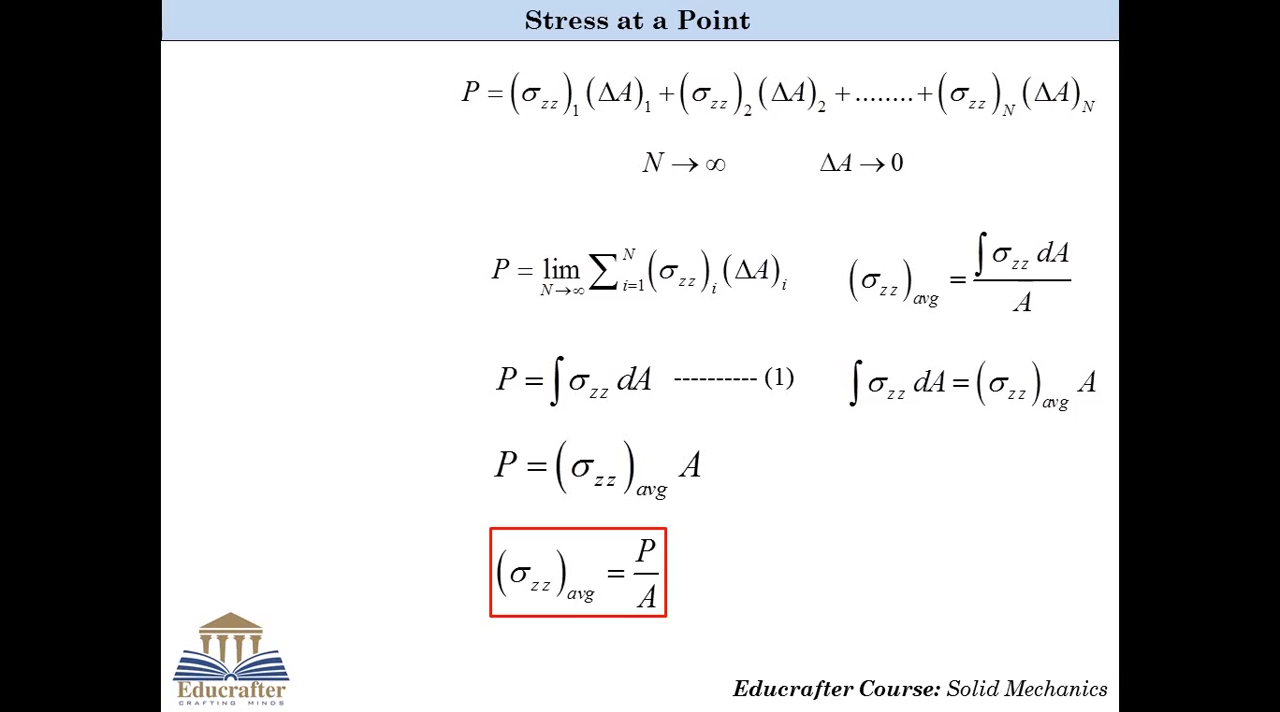 Stress at a Point
P = (σzz)1 (ΔA)1 + (σzz)2 (ΔA)2 + ........ + (σzz)N (ΔA)N
N → ∞ ΔA → 0
P = lim N→∞ ∑ i=1 N (σzz)i (ΔA)i (σzz)avg = ∫ σzz dA / A
P = ∫ σzz dA ---------- (1) ∫ σzz dA = (σzz)avg A
P = (σzz)avg A
(σzz)avg = P / A
Educrafter
CRAFTING MINDS
Educrafter Course: Solid Mechanics